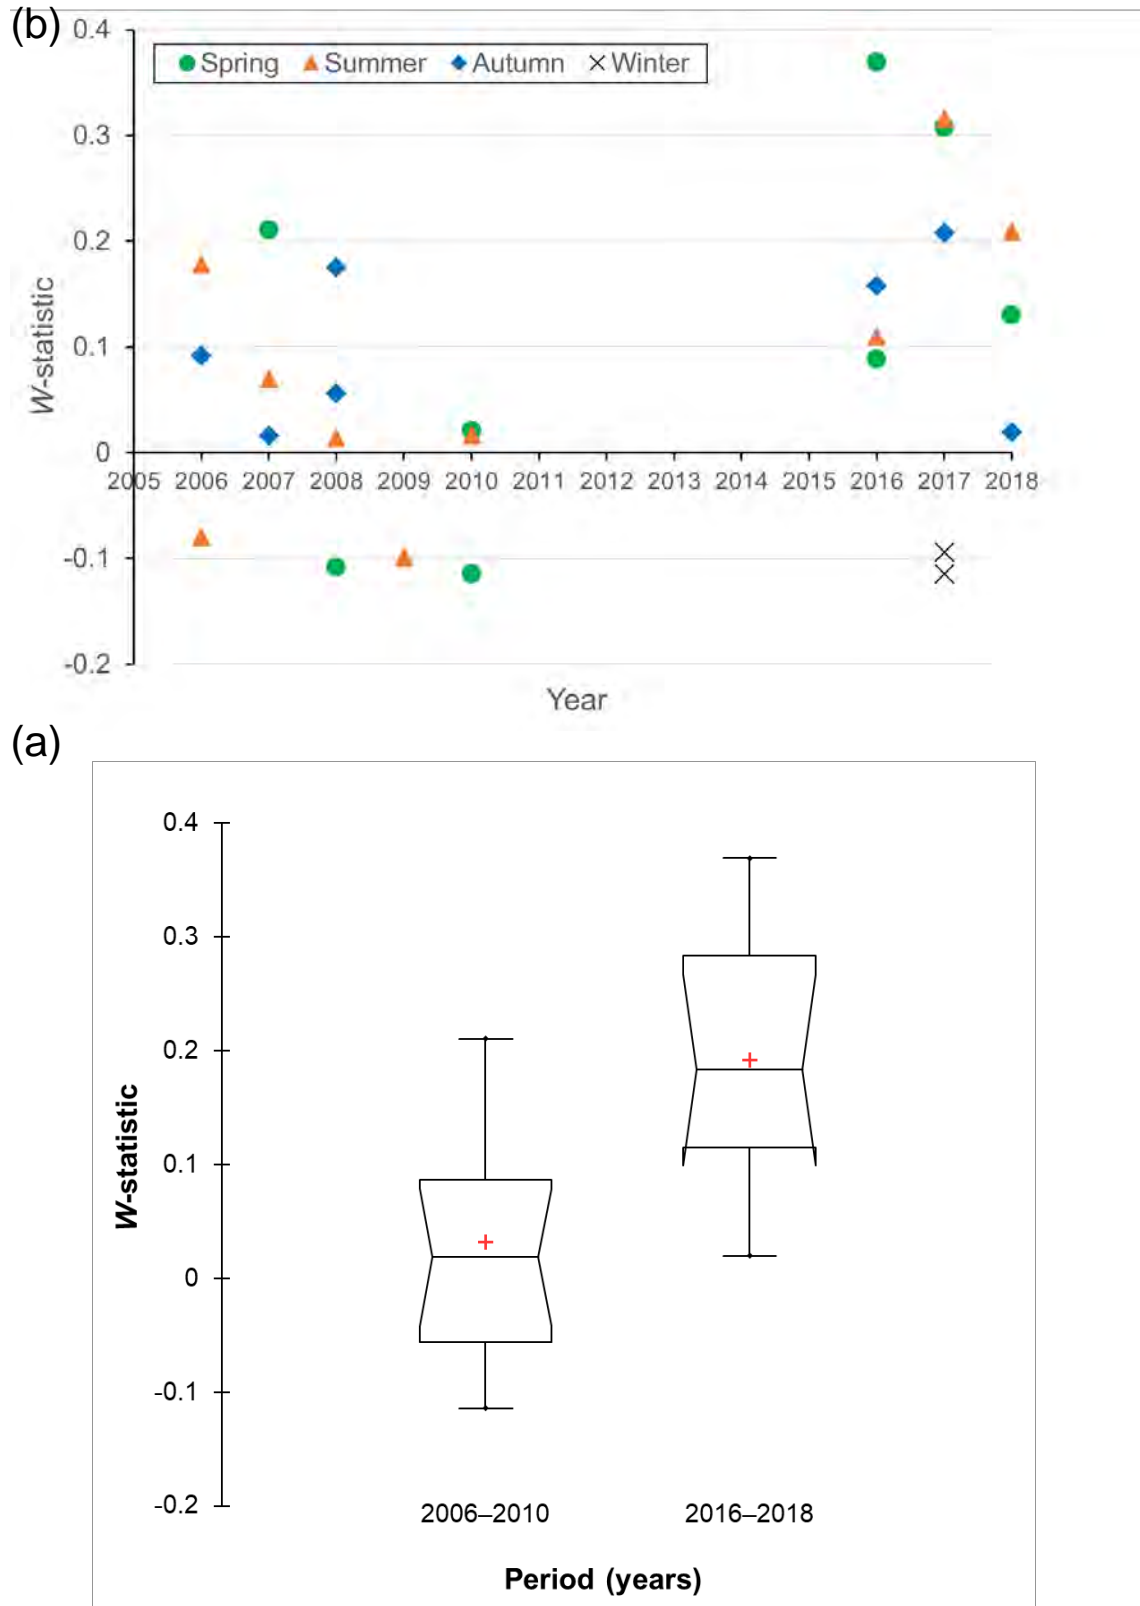 (b)
0.4
Spring Summer Autumn Winter
0.3
0.2
0.1
0
-0.1
-0.2
W-statistic
2005 2006 2007 2008 2009 2010 2011 2012 2013 2014 2015 2016 2017 2018
Year
(a)
0.4
0.3
0.2
0.1
0
-0.1
-0.2
W-statistic
2006–2010 2016–2018
Period (years)